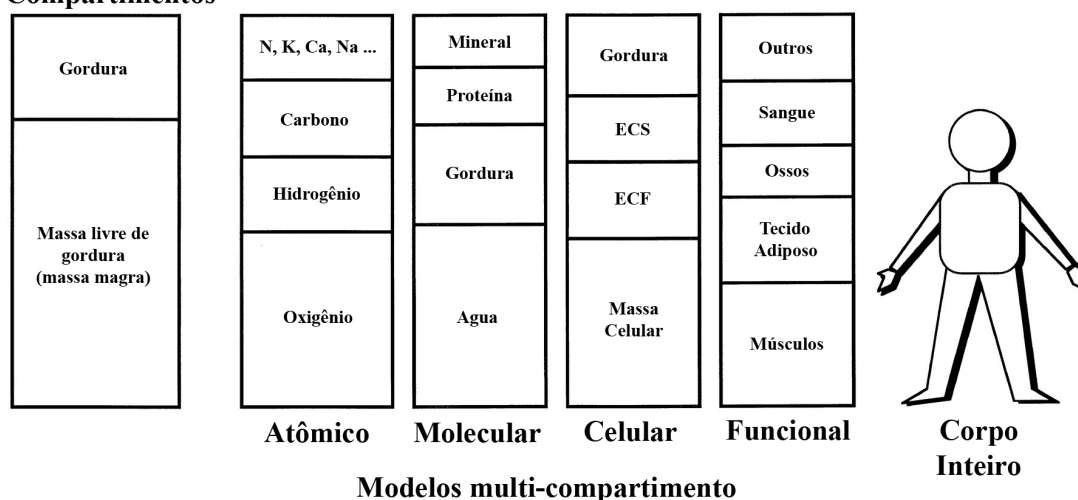 Compartimentos
Gordura
Massa livre de
gordura
(massa magra)
N, K, Ca, Na ...
Carbono
Hidrogênio
Oxigênio
Atômico
Mineral
Proteína
Gordura
Agua
Molecular
Gordura
ECS
ECF
Massa
Celular
Celular
Outros
Sangue
Ossos
Tecido
Adiposo
Músculos
Funcional
Corpo
Inteiro
Modelos multi-compartimento